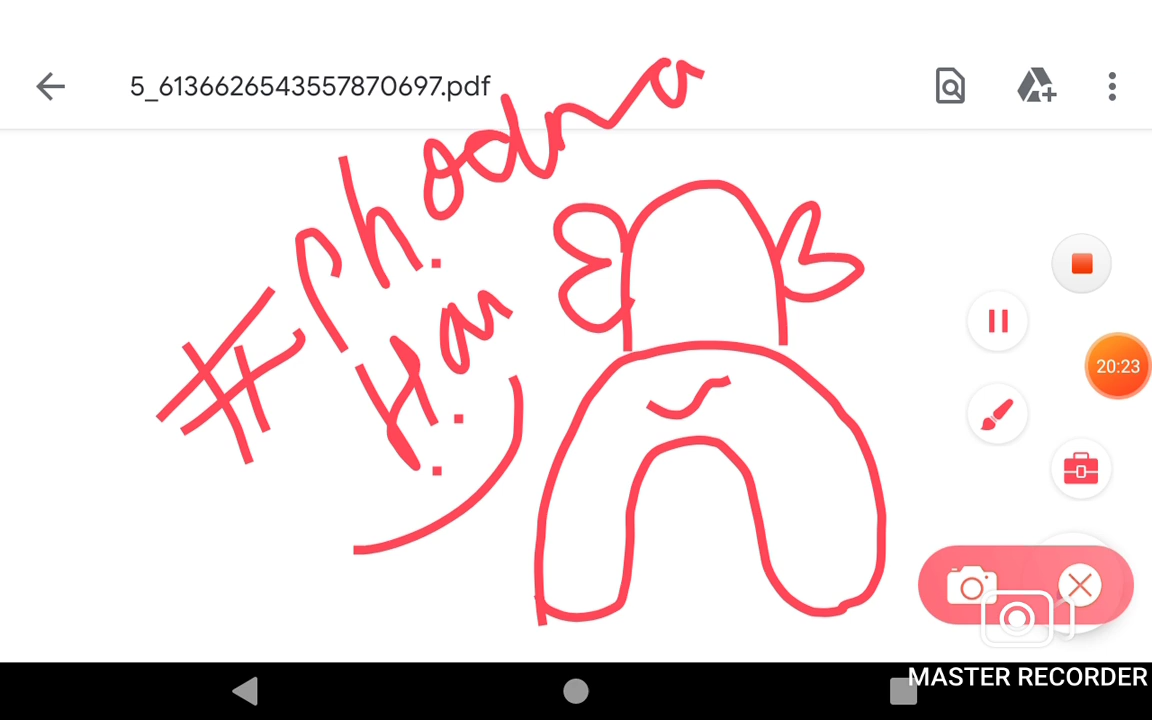 5_6136626543557870697.pdf
#Phodna
Hai
20:23
MASTER RECORDER